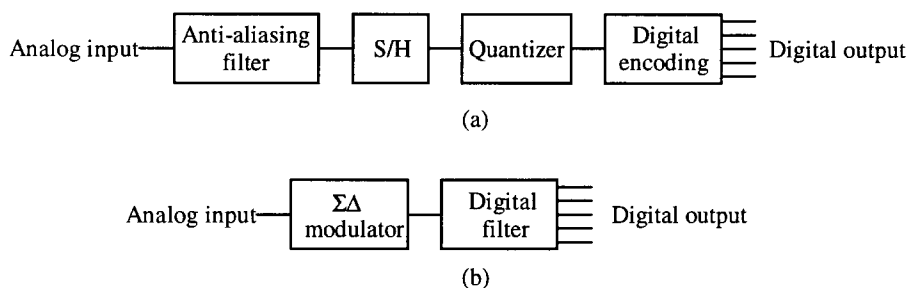 Analog input
Anti-aliasing
filter
S/H
Quantizer
Digital
encoding
Digital output
(a)
Analog input
ΣΔ
modulator
Digital
filter
Digital output
(b)